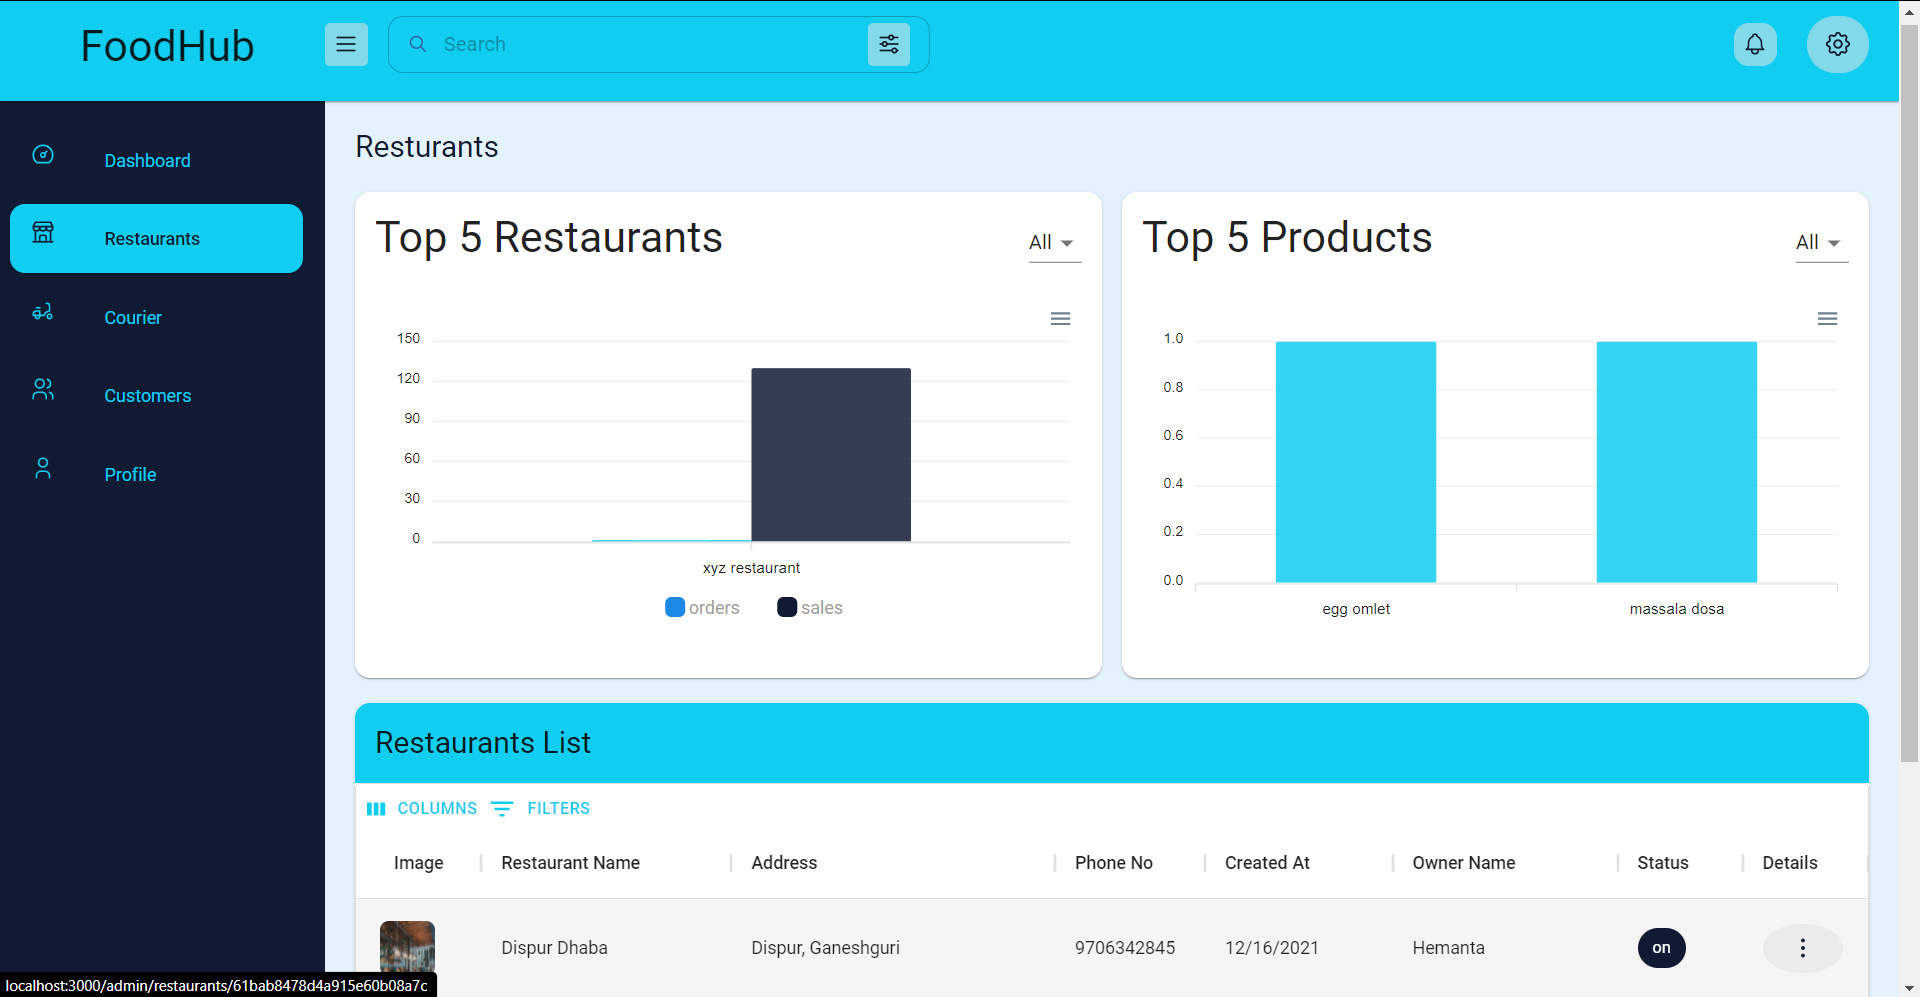 FoodHub
Search
Dashboard
Restaurants
Courier
Customers
Profile
Resturants
Top 5 Restaurants
All
150
120
90
60
30
0
xyz restaurant
orders sales
Top 5 Products
All
1.0
0.8
0.6
0.4
0.2
0.0
egg omlet massala dosa
Restaurants List
COLUMNS FILTERS
Image Restaurant Name Address Phone No Created At Owner Name Status Details
Dispur Dhaba Dispur, Ganeshguri 9706342845 12/16/2021 Hemanta on
localhost:3000/admin/restaurants/61bab8478d4a915e60b08a7c